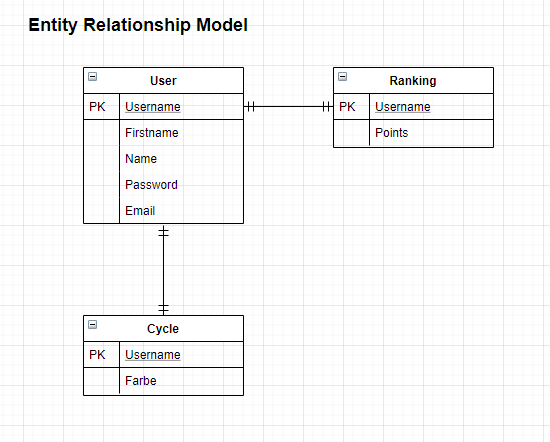 Entity Relationship Model
User
PK Username
Firstname
Name
Password
Email
Ranking
PK Username
Points
Cycle
PK Username
Farbe